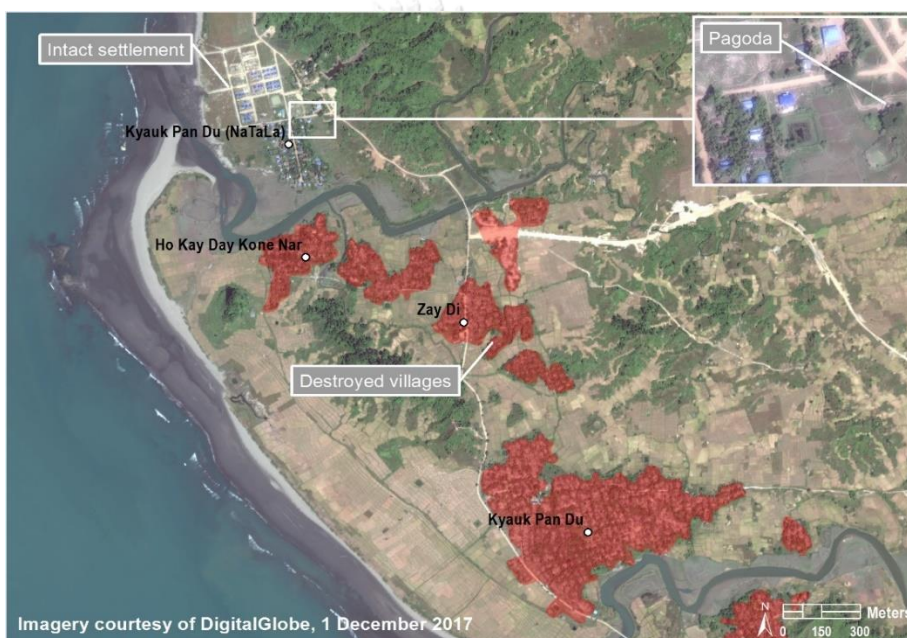 Intact settlement
Pagoda
Kyauk Pan Du (NaTaLa)
Ho Kay Day Kone Nar
Zay Di
Destroyed villages
Kyauk Pan Du
Imagery courtesy of DigitalGlobe, 1 December 2017
N
Meters
0 150 300